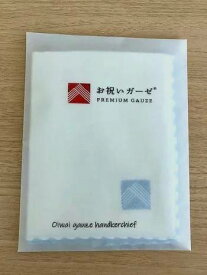 お祝いガーゼ®
PREMIUM GAUZE
Oiwai gauze handkerchief